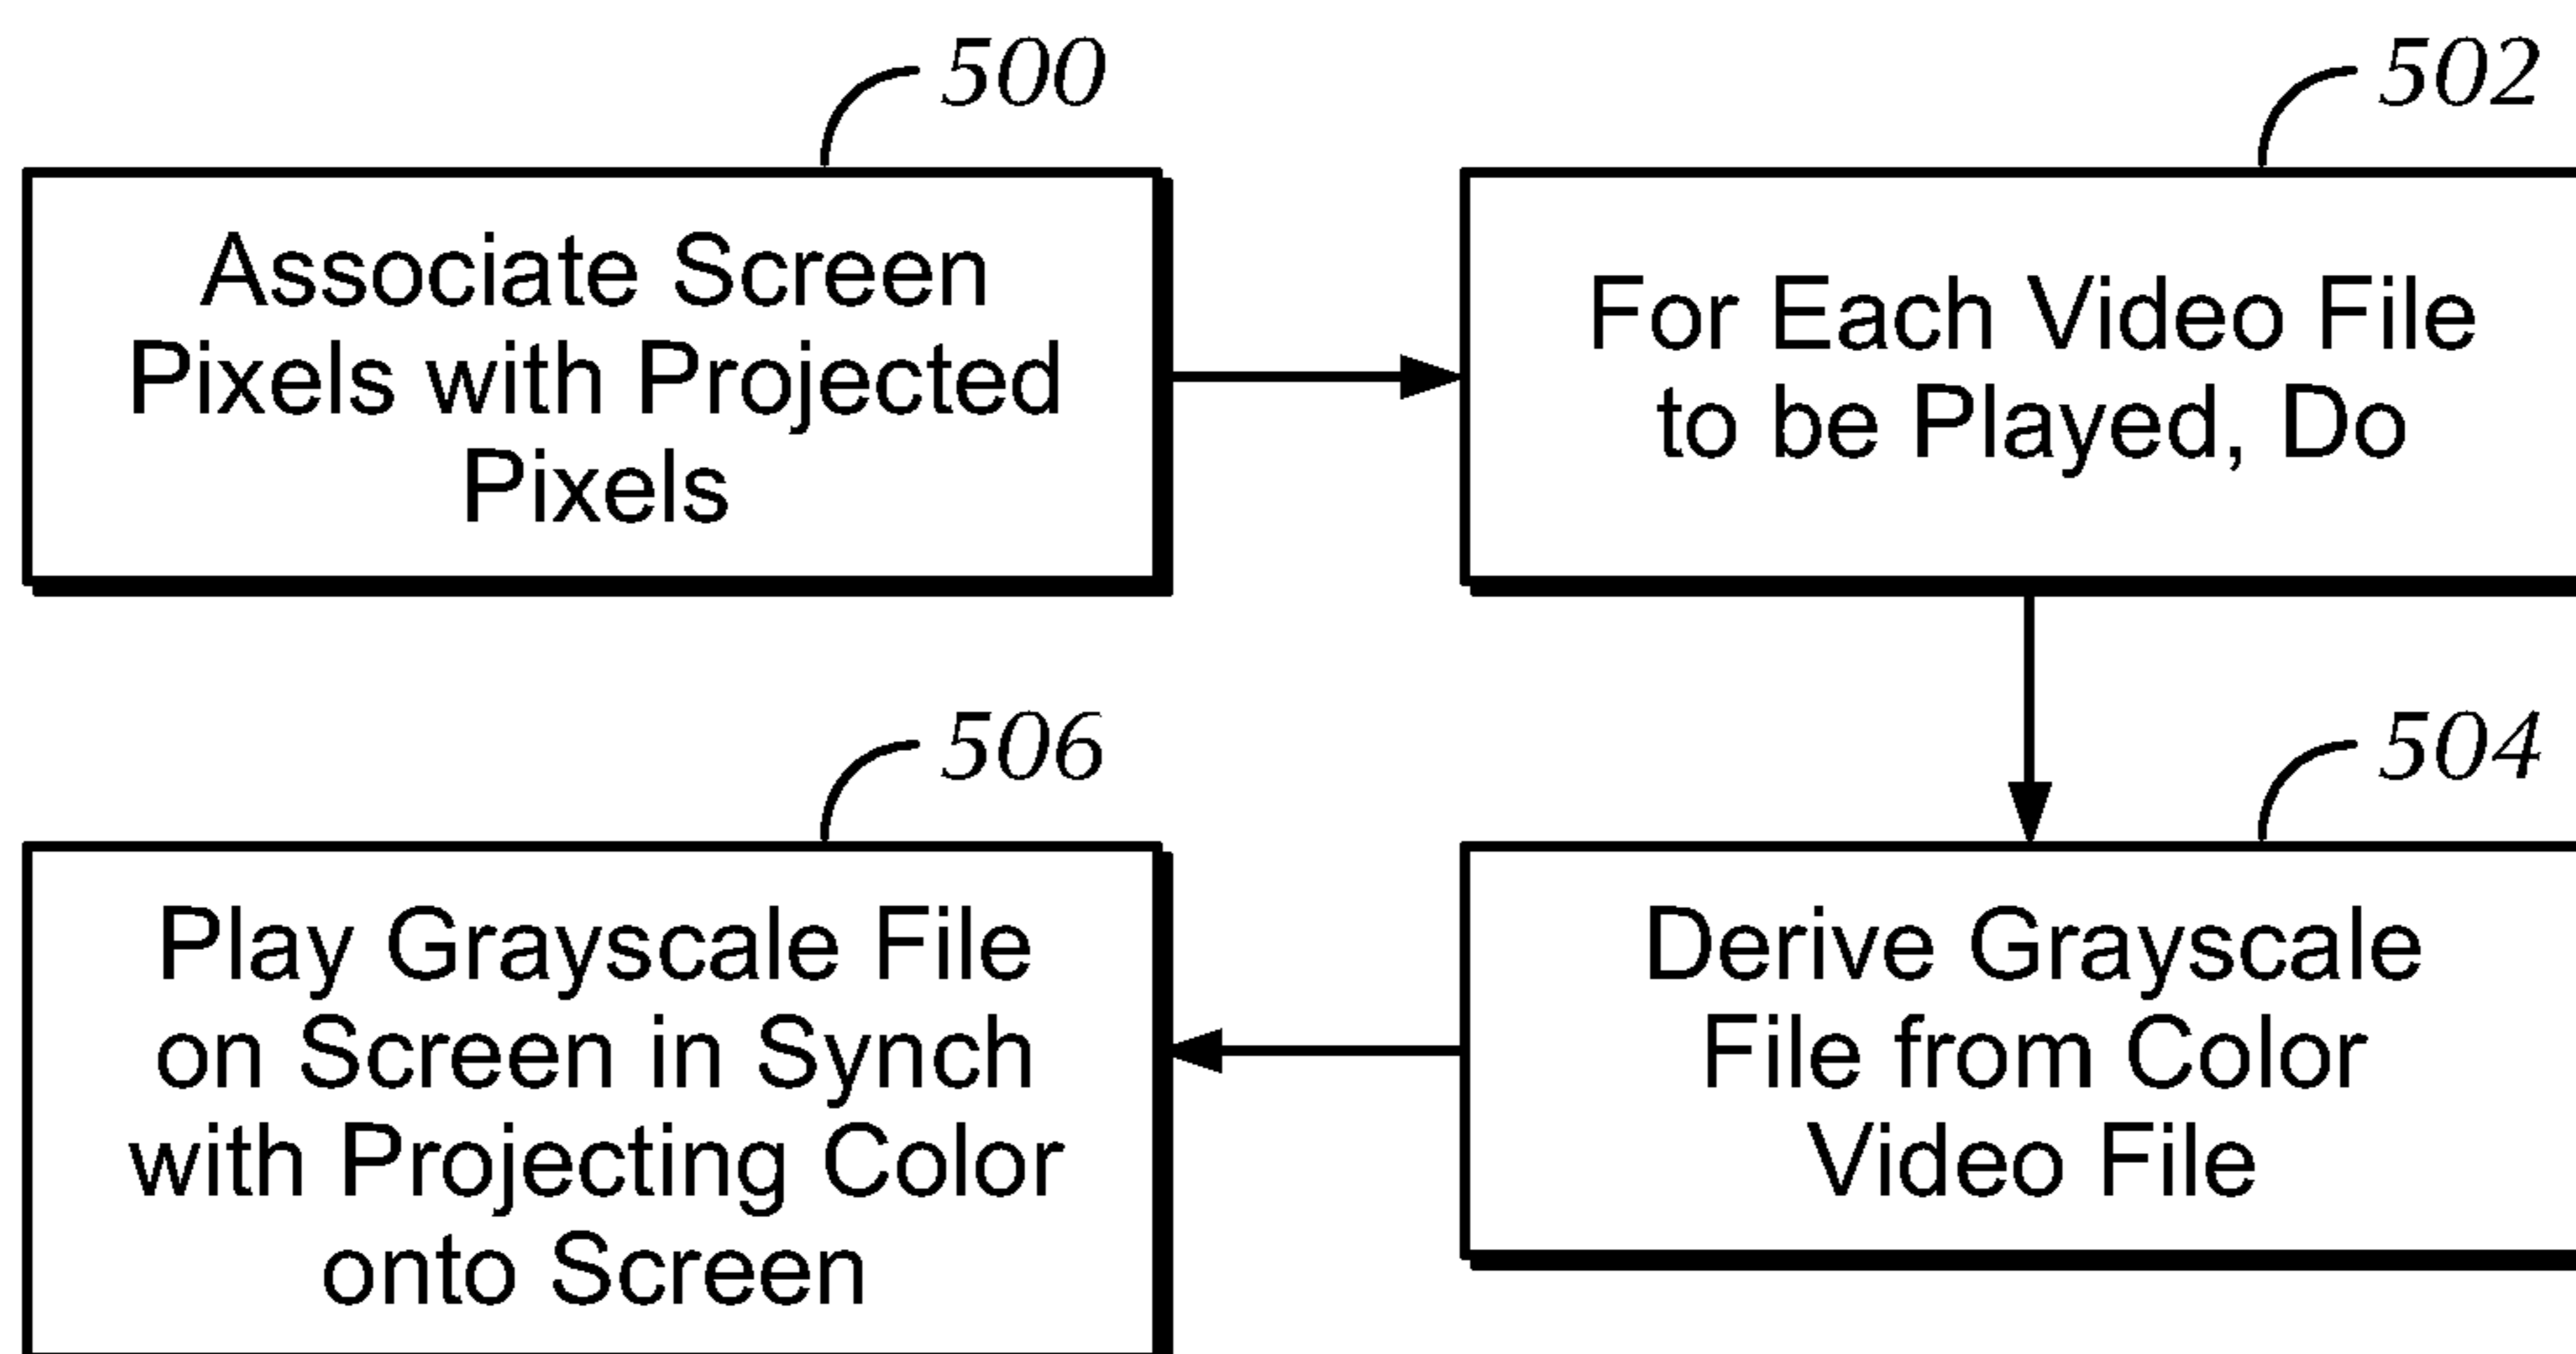 500
Associate Screen
Pixels with Projected
Pixels
502
For Each Video File
to be Played, Do
504
Derive Grayscale
File from Color
Video File
506
Play Grayscale File
on Screen in Synch
with Projecting Color
onto Screen